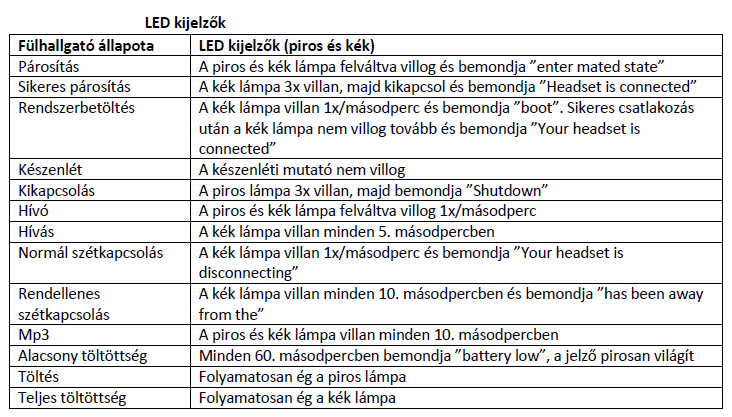 LED kijelzők
Fülhallgató állapota LED kijelzők (piros és kék)
Párosítás A piros és kék lámpa felváltva villog és bemondja ”enter mated state”
Sikeres párosítás A kék lámpa 3x villan, majd kikapcsol és bemondja ”Headset is connected”
Rendszerbetöltés A kék lámpa villan 1x/másodperc és bemondja ”boot”. Sikeres csatlakozás
után a kék lámpa nem villog tovább és bemondja ”Your headset is
connected”
Készenlét A készenléti mutató nem villog
Kikapcsolás A piros lámpa 3x villan, majd bemondja ”Shutdown”
Hívó A piros és kék lámpa felváltva villog 1x/másodperc
Hívás A kék lámpa villan minden 5. másodpercben
Normál szétkapcsolás A kék lámpa villan 1x/másodperc és bemondja ”Your headset is
disconnecting”
Rendellenes A kék lámpa villan minden 10. másodpercben és bemondja ”has been away
szétkapcsolás from the”
Mp3 A piros és kék lámpa villan minden 10. másodpercben
Alacsony töltöttség Minden 60. másodpercben bemondja ”battery low”, a jelző pirosan világít
Töltés Folyamatosan ég a piros lámpa
Teljes töltöttség Folyamatosan ég a kék lámpa